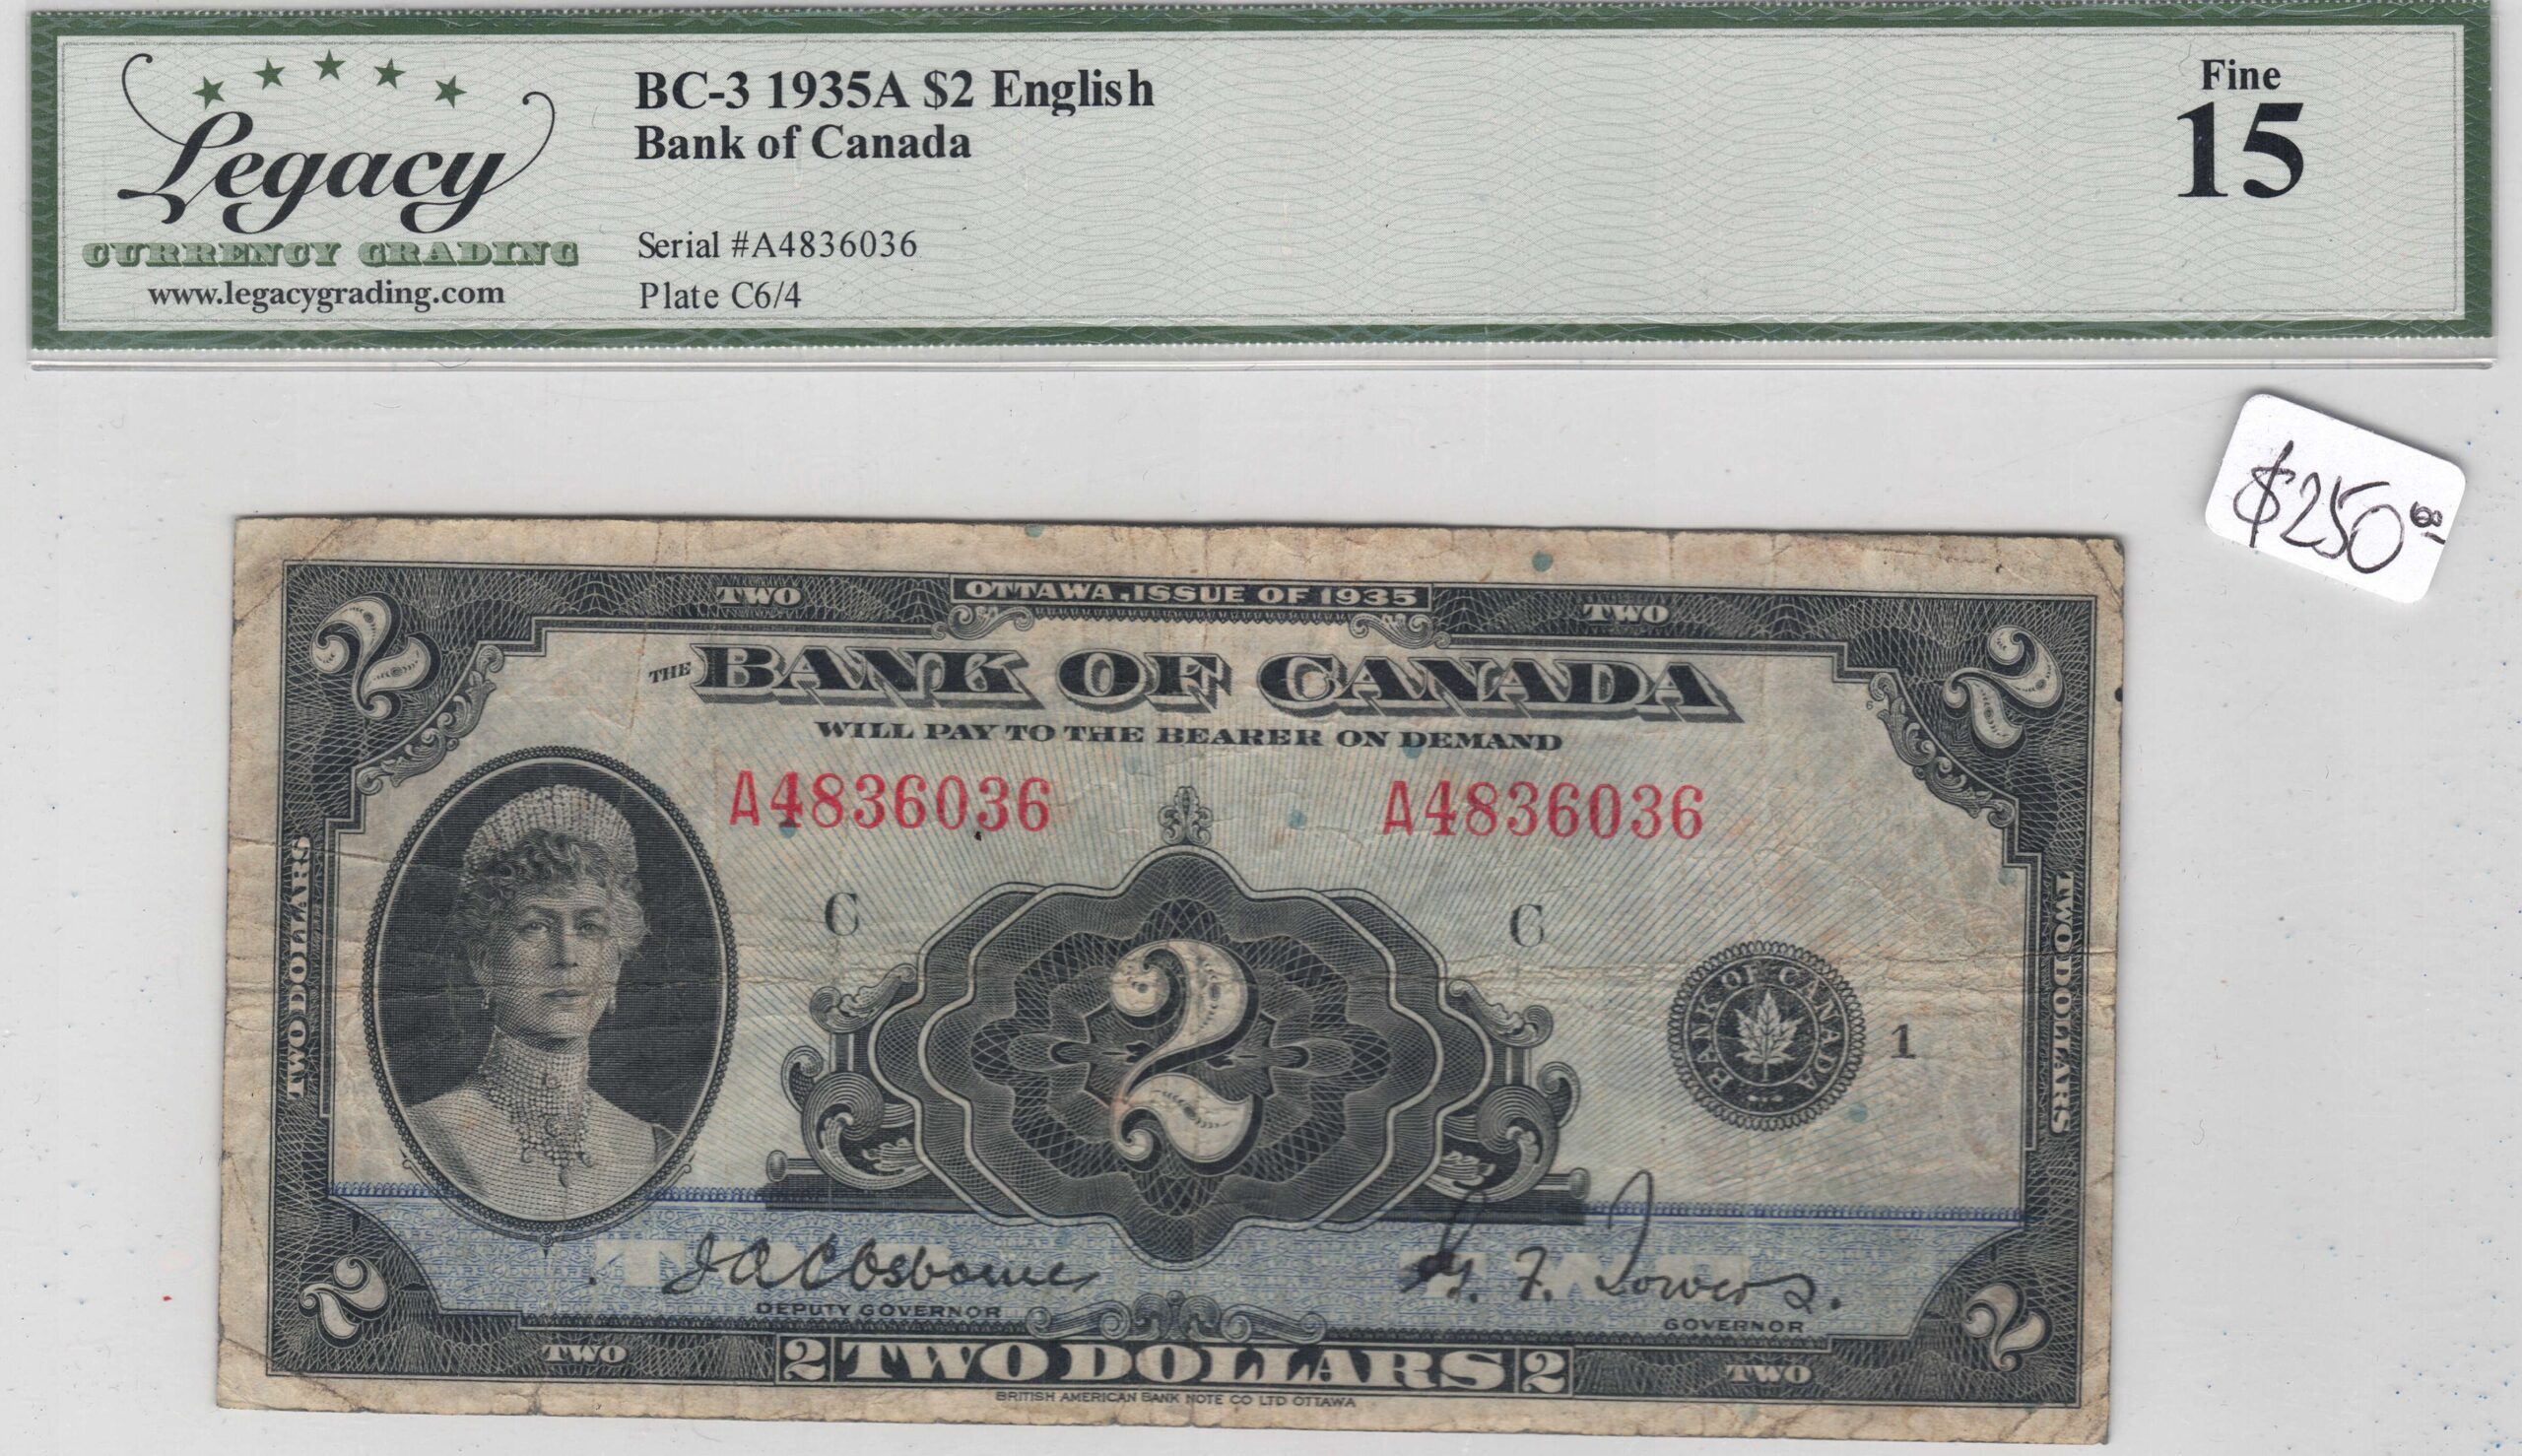 Legacy
CURRENCY GRADING
www.legacygrading.com
BC-3 1935A $2 English
Bank of Canada
Serial #A4836036
Plate C6/4
Fine
15
$250.00
2
TWO
OTTAWA, ISSUE OF 1935
TWO
2
THE BANK OF CANADA
6
WILL PAY TO THE BEARER ON DEMAND
A4836036
A4836036
C
C
TWO DOLLARS
2
BANK OF CANADA
1
TWO DOLLARS
JAC Osborne
G. F. Towers.
DEPUTY GOVERNOR
GOVERNOR
2
TWO
2 TWO DOLLARS 2
TWO
2
BRITISH AMERICAN BANK NOTE CO LTD OTTAWA